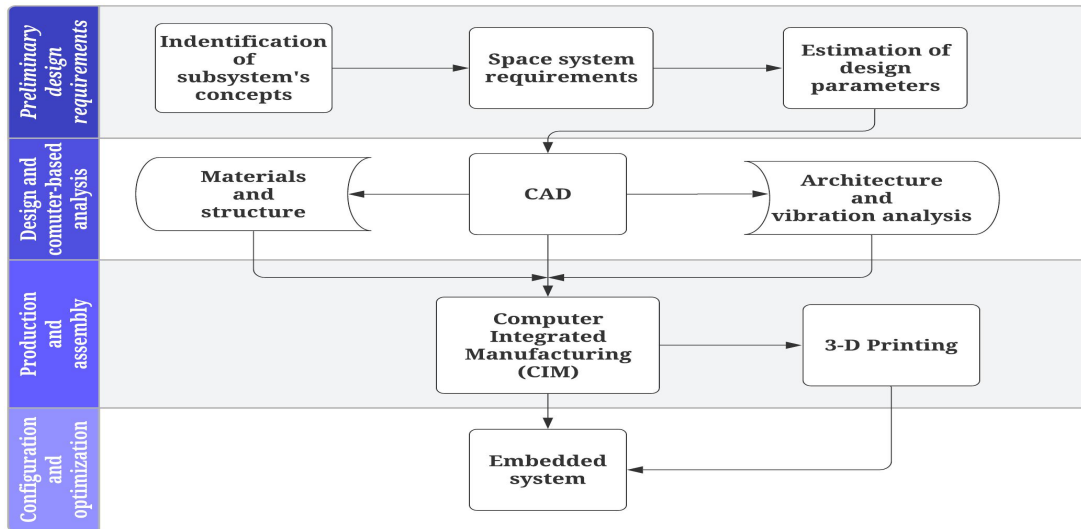 Preliminary
design
requirements
Indentification
of
subsystem's
concepts
Space system
requirements
Estimation of
design
parameters
Design and
comuter-based
analysis
Materials
and
structure
CAD
Architecture
and
vibration analysis
Production
and
assembly
Computer
Integrated
Manufacturing
(CIM)
3-D Printing
Configuration
and
optimization
Embedded
system